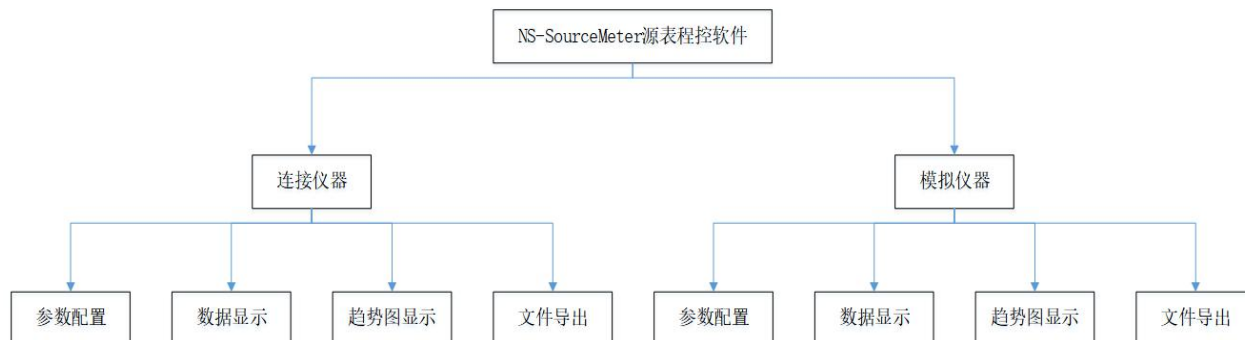 NS-SourceMeter源表程控软件
连接仪器
模拟仪器
参数配置
数据显示
趋势图显示
文件导出
参数配置
数据显示
趋势图显示
文件导出